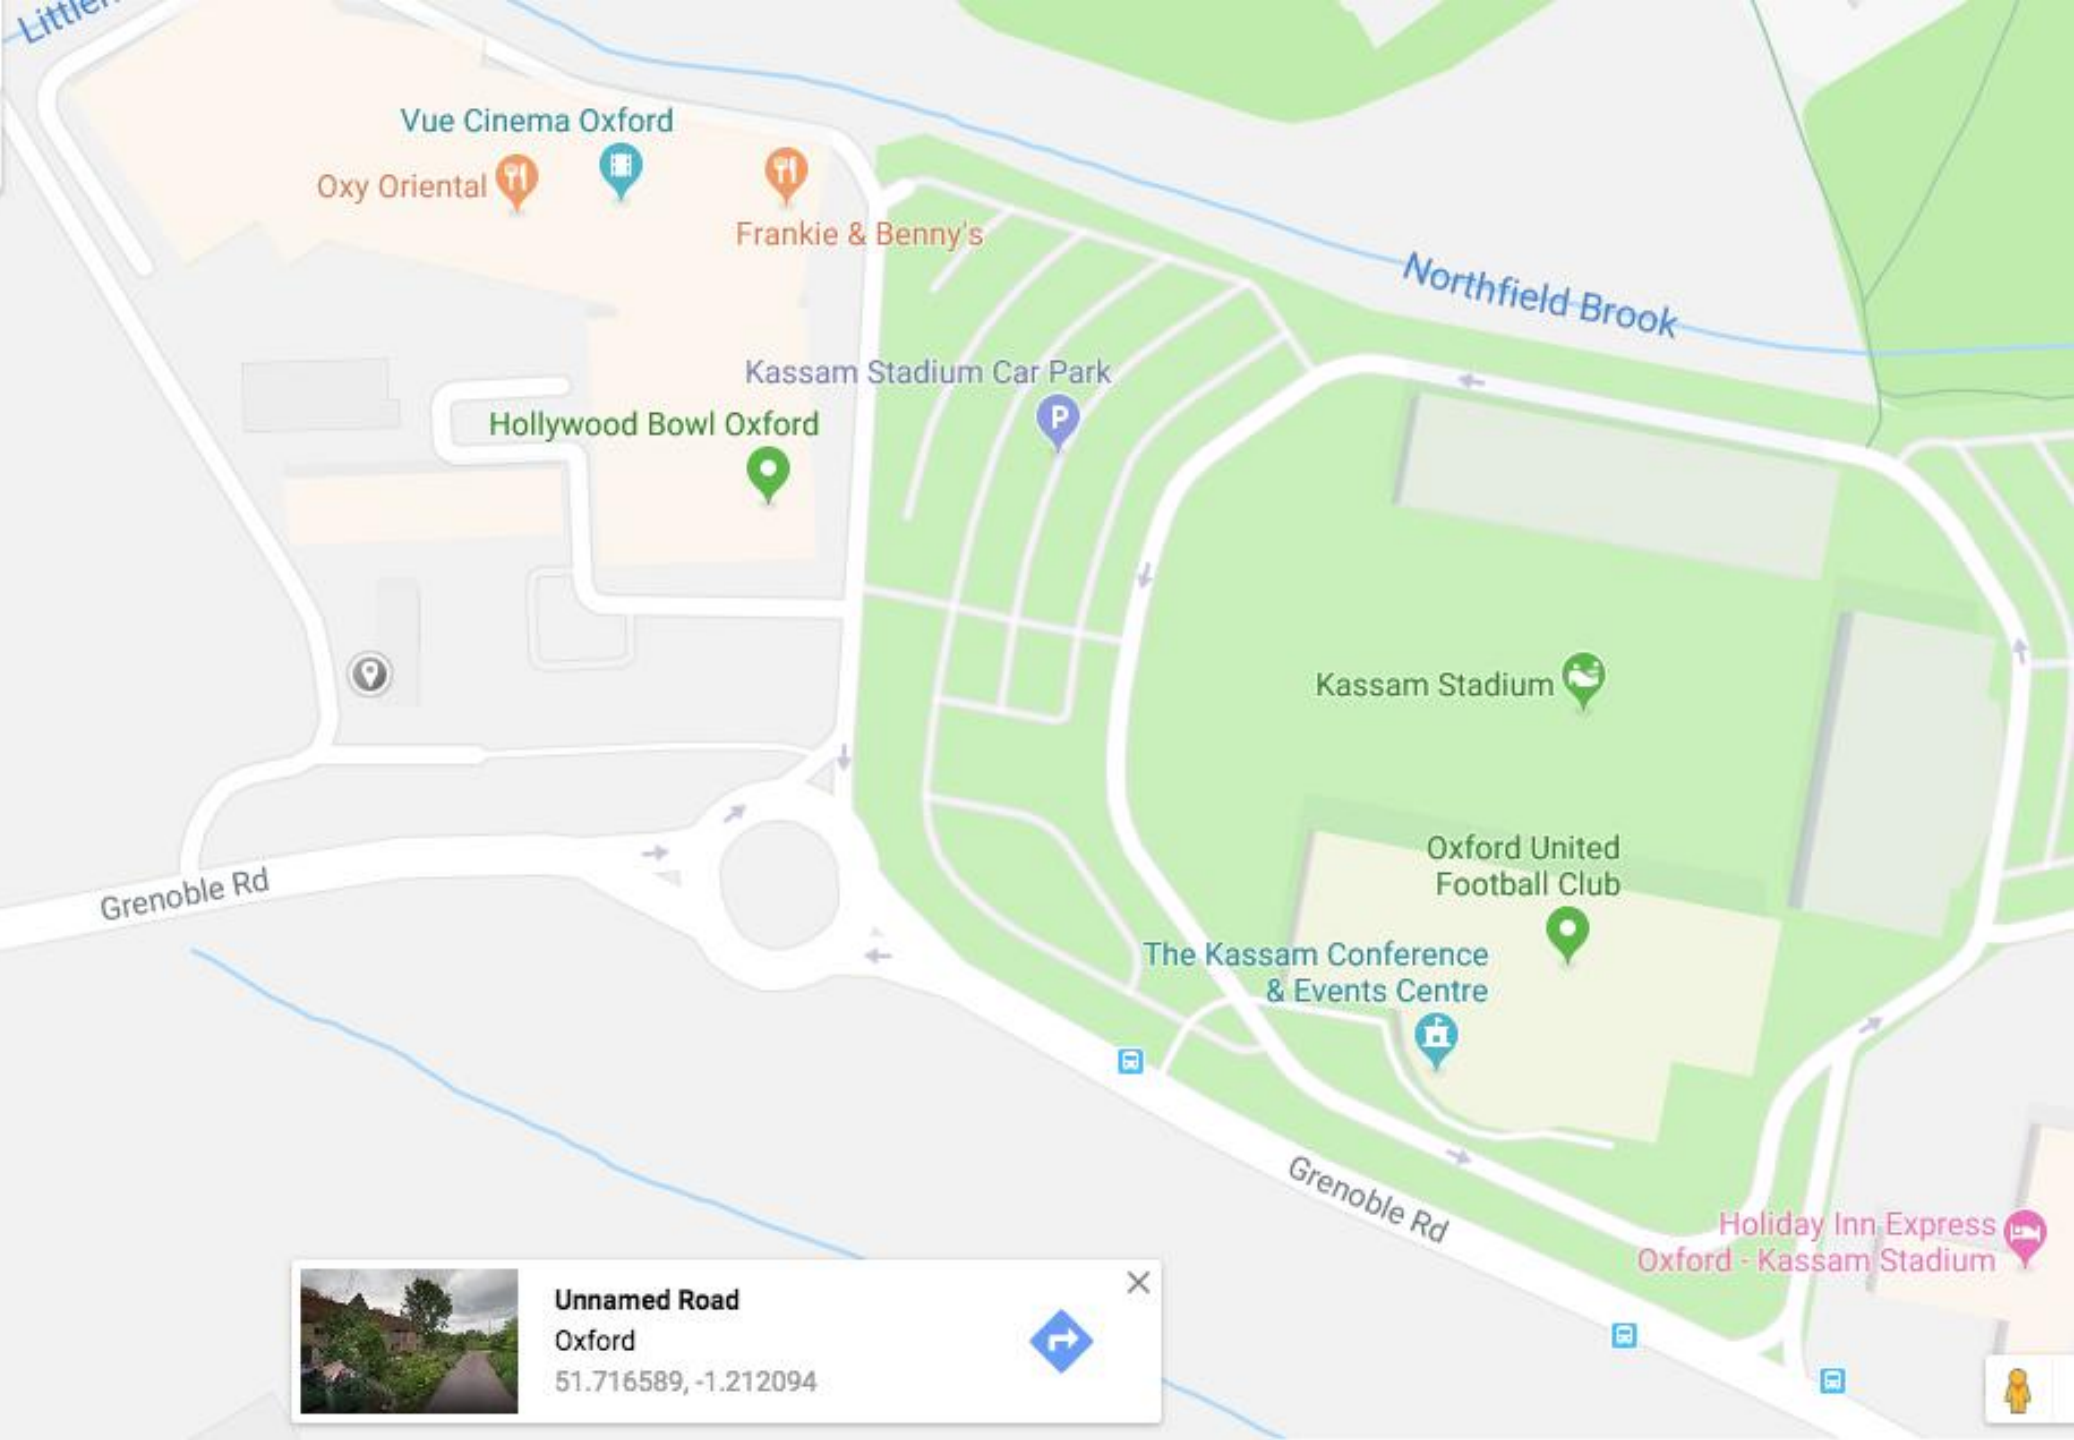 Vue Cinema Oxford
Oxy Oriental
Frankie & Benny's
Northfield Brook
Kassam Stadium Car Park
P
Hollywood Bowl Oxford
Kassam Stadium
Oxford United
Football Club
Grenoble Rd
The Kassam Conference
& Events Centre
Grenoble Rd
Holiday Inn Express
Oxford - Kassam Stadium
Unnamed Road
Oxford
51.716589, -1.212094